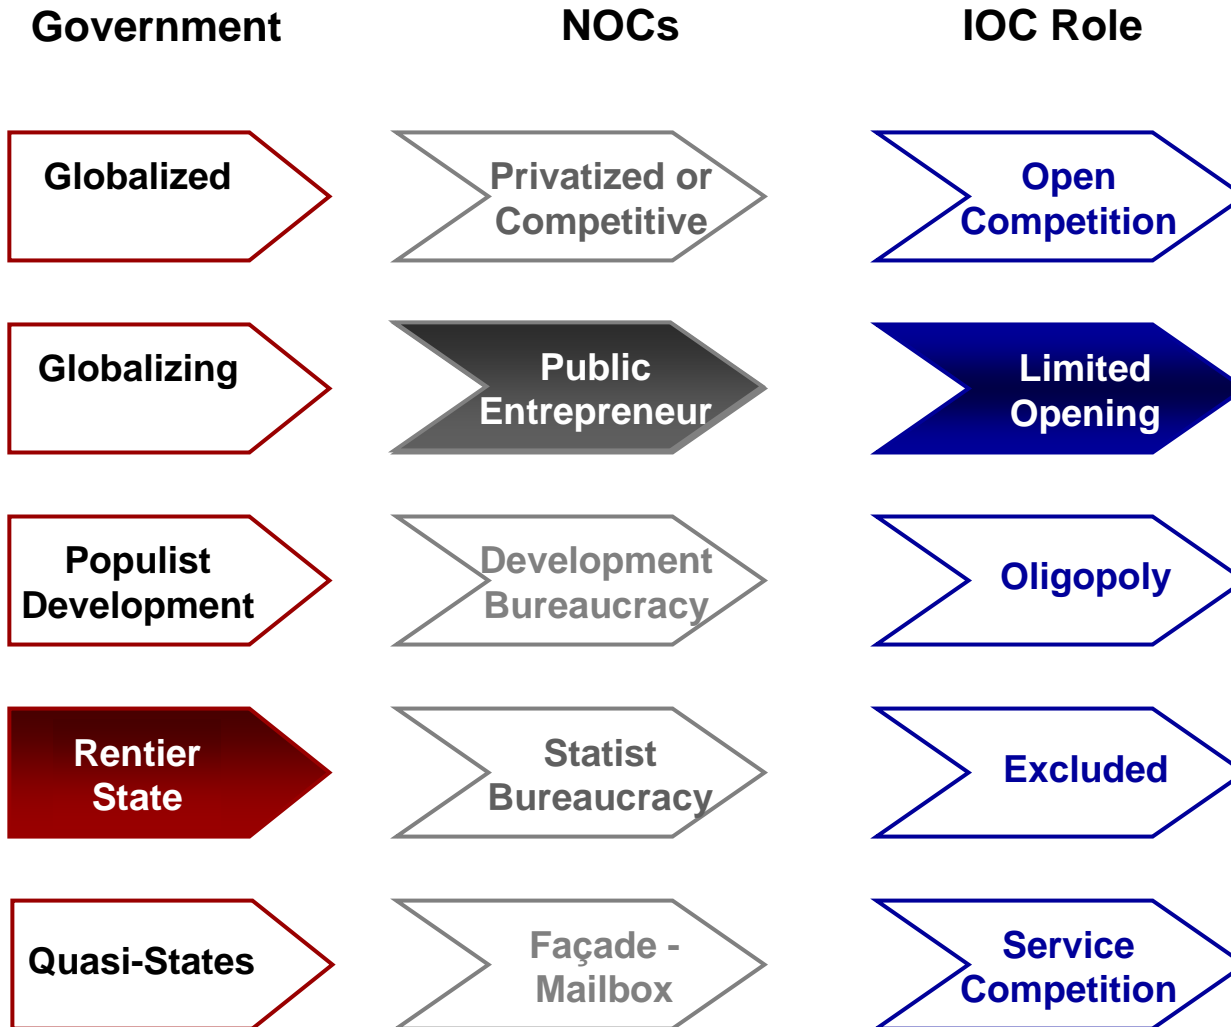 Government
NOCs
IOC Role
Globalized
Privatized or
Competitive
Open
Competition
Globalizing
Public
Entrepreneur
Limited
Opening
Populist
Development
Development
Bureaucracy
Oligopoly
Rentier
State
Statist
Bureaucracy
Excluded
Quasi-States
Façade -
Mailbox
Service
Competition